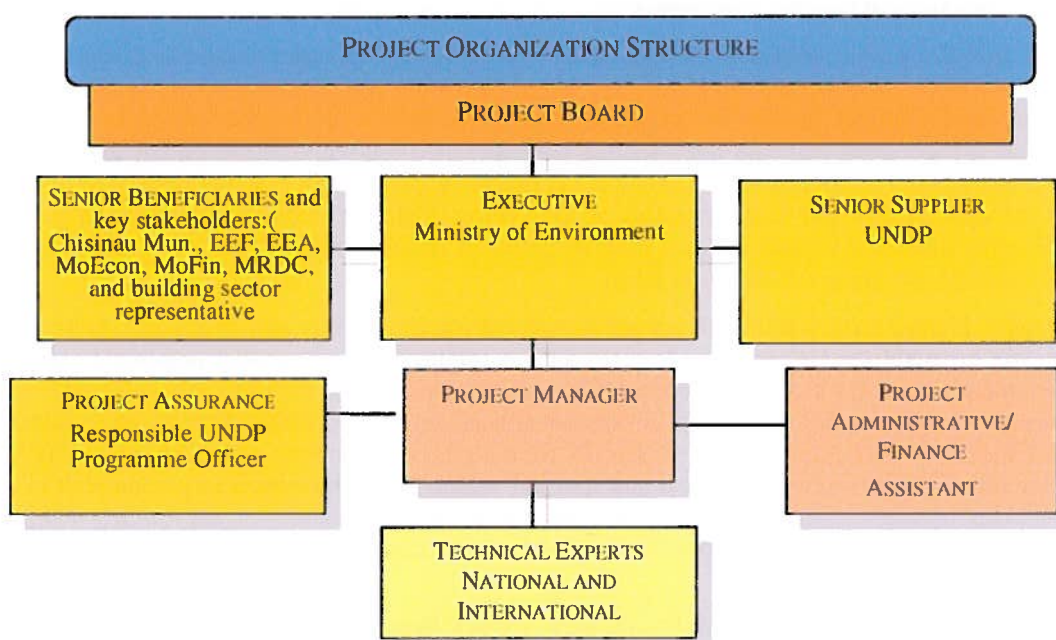 PROJECT ORGANIZATION STRUCTURE
PROJECT BOARD
SENIOR BENEFICIARIES and
key stakeholders:(
Chisinau Mun., EEF, EEA,
MoEcon, MoFin, MRDC,
and building sector
representative
EXECUTIVE
Ministry of Environment
SENIOR SUPPLIER
UNDP
PROJECT ASSURANCE
Responsible UNDP
Programme Officer
PROJECT MANAGER
PROJECT
ADMINISTRATIVE/
FINANCE
ASSISTANT
TECHNICAL EXPERTS
NATIONAL AND
INTERNATIONAL